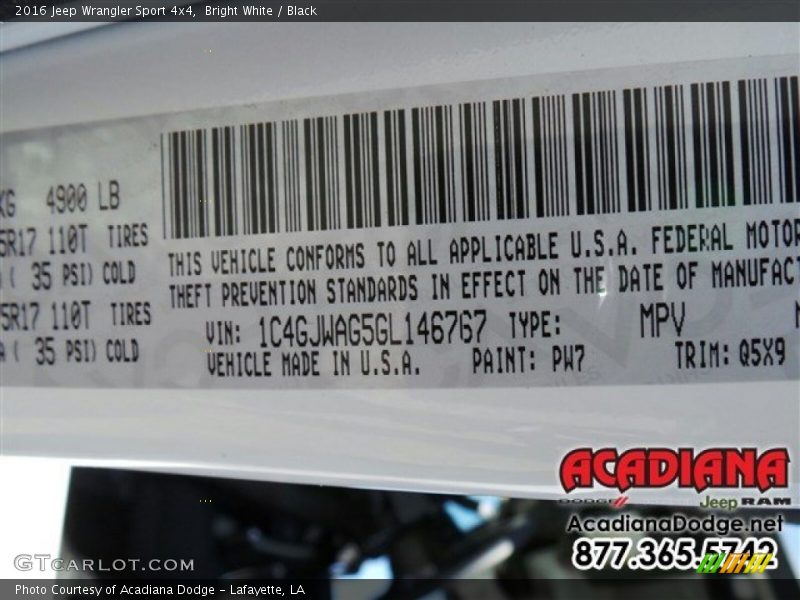 2016 Jeep Wrangler Sport 4x4, Bright White / Black
KG 4900 LB
5R17 110T TIRES
( 35 PSI) COLD
5R17 110T TIRES
A ( 35 PSI) COLD
THIS VEHICLE CONFORMS TO ALL APPLICABLE U.S.A. FEDERAL MOTOR
THEFT PREVENTION STANDARDS IN EFFECT ON THE DATE OF MANUFACT
VIN: 1C4GJWAG5GL146767 TYPE: MPV
VEHICLE MADE IN U.S.A. PAINT: PW7 TRIM: Q5X9
ACADIANA
DODGE Jeep RAM
AcadianaDodge.net
877.365.5742
GTCarlot.com
Photo Courtesy of Acadiana Dodge - Lafayette, LA